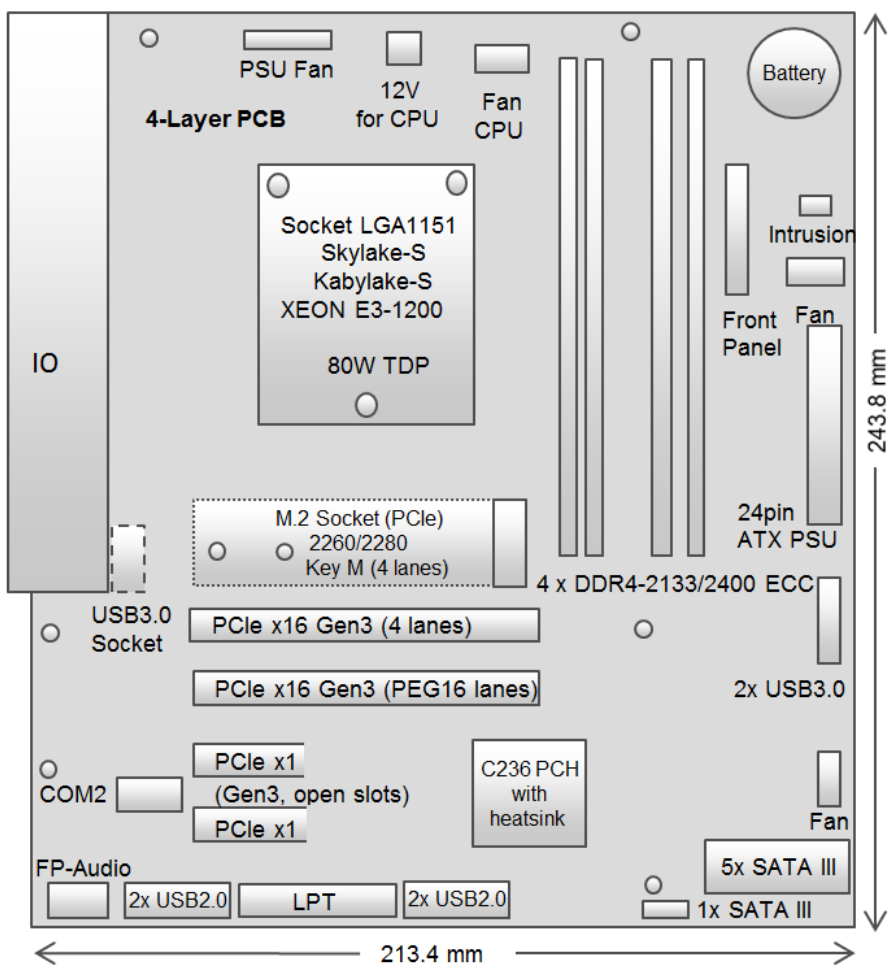 PSU Fan
12V
for CPU
Fan
CPU
Battery
4-Layer PCB
Socket LGA1151
Skylake-S
Kabylake-S
XEON E3-1200
80W TDP
Intrusion
Front
Panel
Fan
IO
243.8 mm
24pin
ATX PSU
M.2 Socket (PCIe)
2260/2280
Key M (4 lanes)
4 x DDR4-2133/2400 ECC
USB3.0
Socket
PCIe x16 Gen3 (4 lanes)
PCIe x16 Gen3 (PEG16 lanes)
2x USB3.0
PCIe x1
(Gen3, open slots)
PCIe x1
COM2
C236 PCH
with
heatsink
Fan
FP-Audio
2x USB2.0
LPT
2x USB2.0
5x SATA III
1x SATA III
213.4 mm